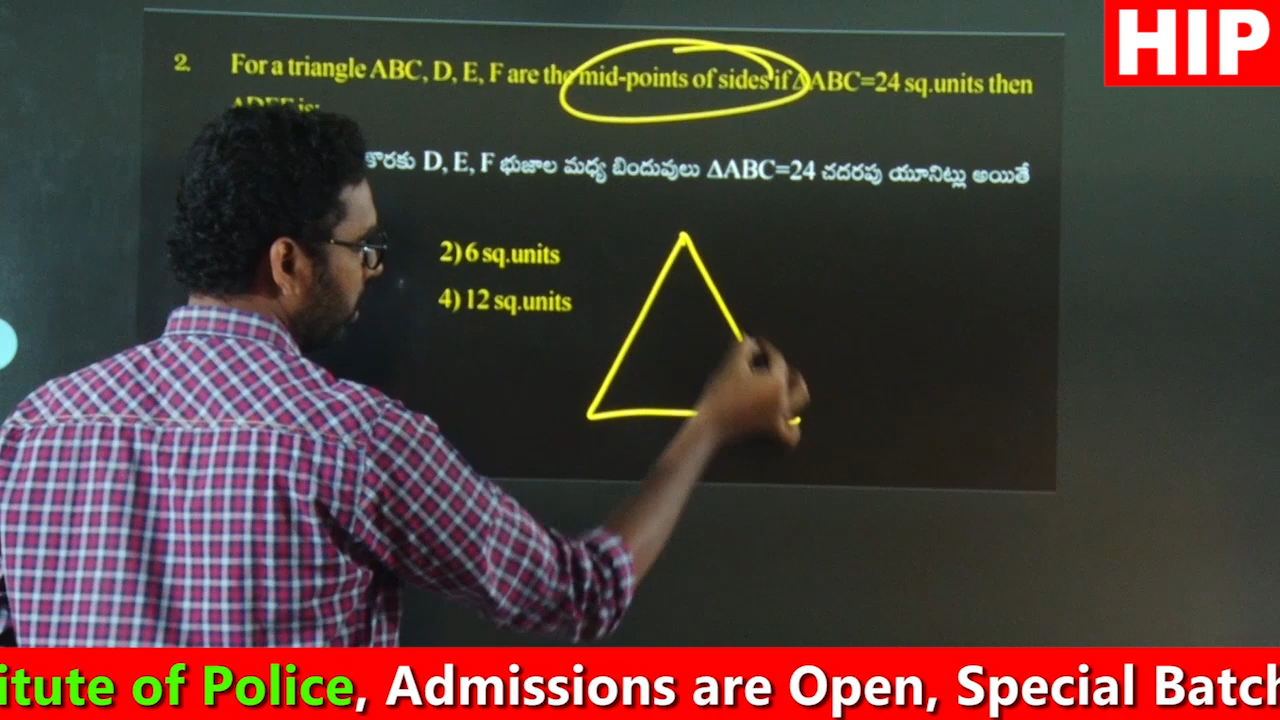 HIP
2. For a triangle ABC, D, E, F are the mid-points of sides if ΔABC=24 sq.units then
ΔDEF is:
కొరకు D, E, F భుజాల మధ్య బిందువులు ΔABC=24 చదరపు యూనిట్లు అయితే
2) 6 sq.units
4) 12 sq.units
itute of Police, Admissions are Open, Special Batch